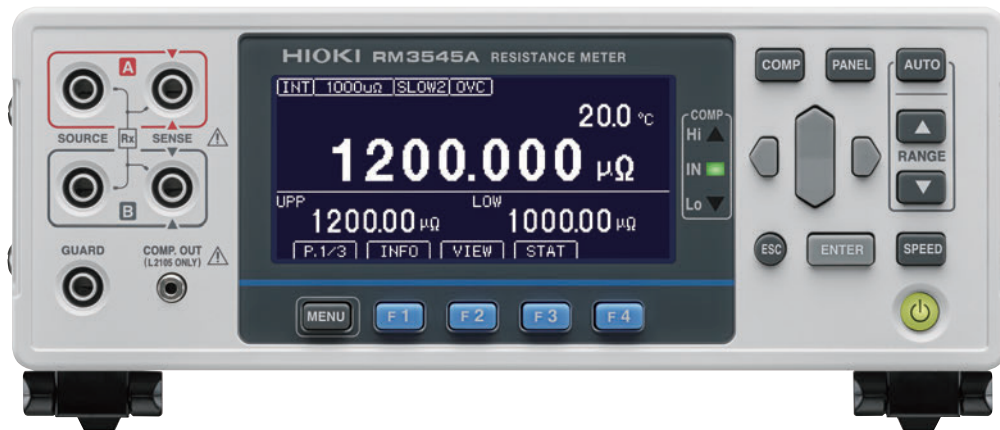 HIOKI RM3545A RESISTANCE METER
A
SOURCE Rx SENSE
B
GUARD
COMP. OUT
(L2105 ONLY)
INT 1000uΩ SLOW2 OVC
20.0 °C
1200.000 μΩ
UPP 1200.00 μΩ LOW 1000.00 μΩ
P.1/3 INFO VIEW STAT
MENU F1 F2 F3 F4
COMP
Hi
IN
Lo
COMP PANEL AUTO
RANGE
ESC ENTER SPEED